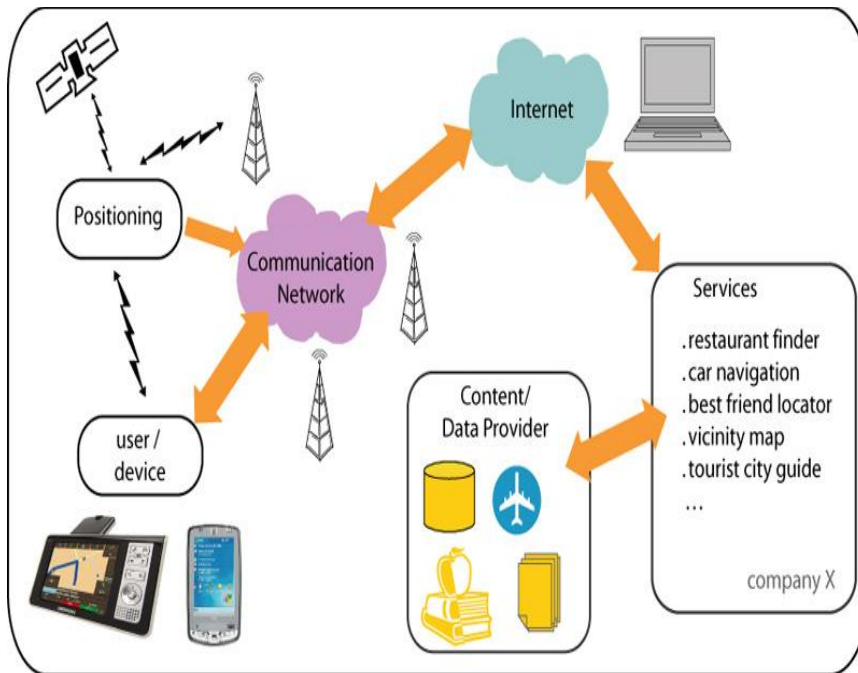 Internet
Positioning
Communication
Network
Services
.restaurant finder
.car navigation
.best friend locator
.vicinity map
.tourist city guide
...
company X
Content/
Data Provider
user /
device